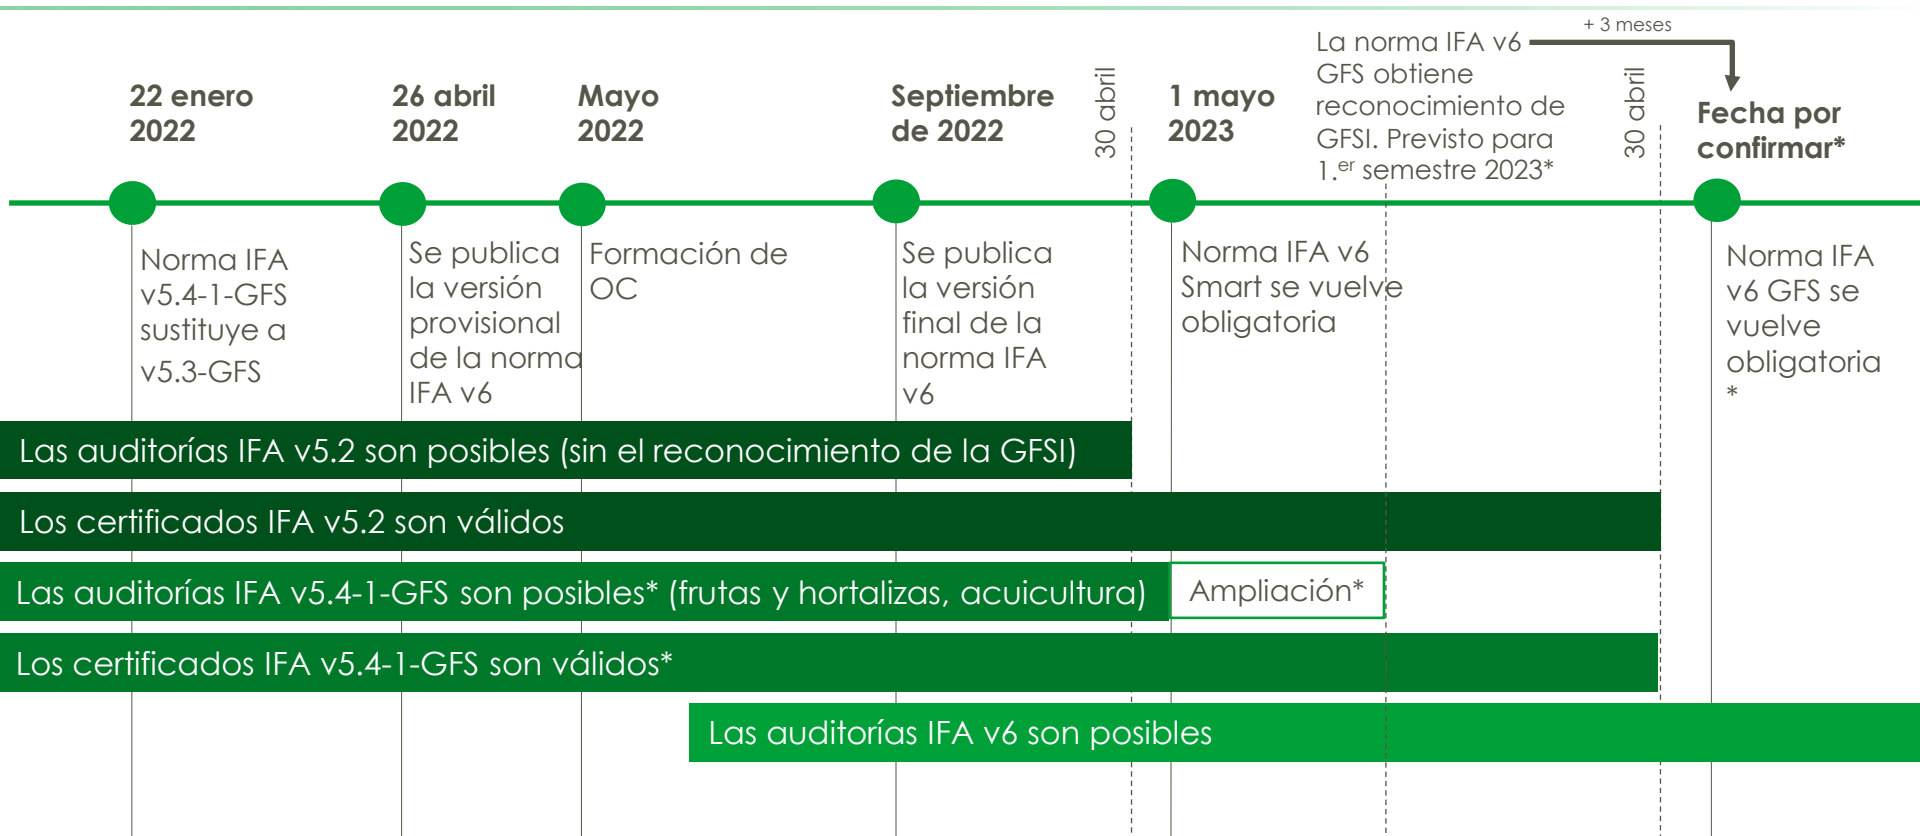 + 3 meses
La norma IFA v6
GFS obtiene
reconocimiento de
GFSI. Previsto para
1.er semestre 2023*
22 enero
2022
26 abril
2022
Mayo
2022
Septiembre
de 2022
30 abril
1 mayo
2023
30 abril
Fecha por
confirmar*
Norma IFA
v5.4-1-GFS
sustituye a
v5.3-GFS
Se publica
la versión
provisional
de la norma
IFA v6
Formación de
OC
Se publica
la versión
final de la
norma IFA
v6
Norma IFA v6
Smart se vuelve
obligatoria
Norma IFA
v6 GFS se
vuelve
obligatoria
*
Las auditorías IFA v5.2 son posibles (sin el reconocimiento de la GFSI)
Los certificados IFA v5.2 son válidos
Las auditorías IFA v5.4-1-GFS son posibles* (frutas y hortalizas, acuicultura)
Ampliación*
Los certificados IFA v5.4-1-GFS son válidos*
Las auditorías IFA v6 son posibles